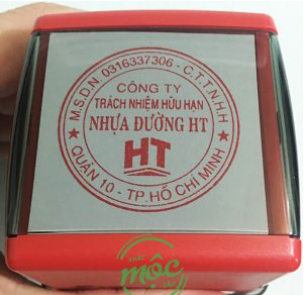 M.S.D.N: 0316337306 - C.T.T.N.H.H
CÔNG TY
TRÁCH NHIỆM HỮU HẠN
NHỰA ĐƯỜNG HT
HT
QUẬN 10 - TP. HỒ CHÍ MINH
mộc